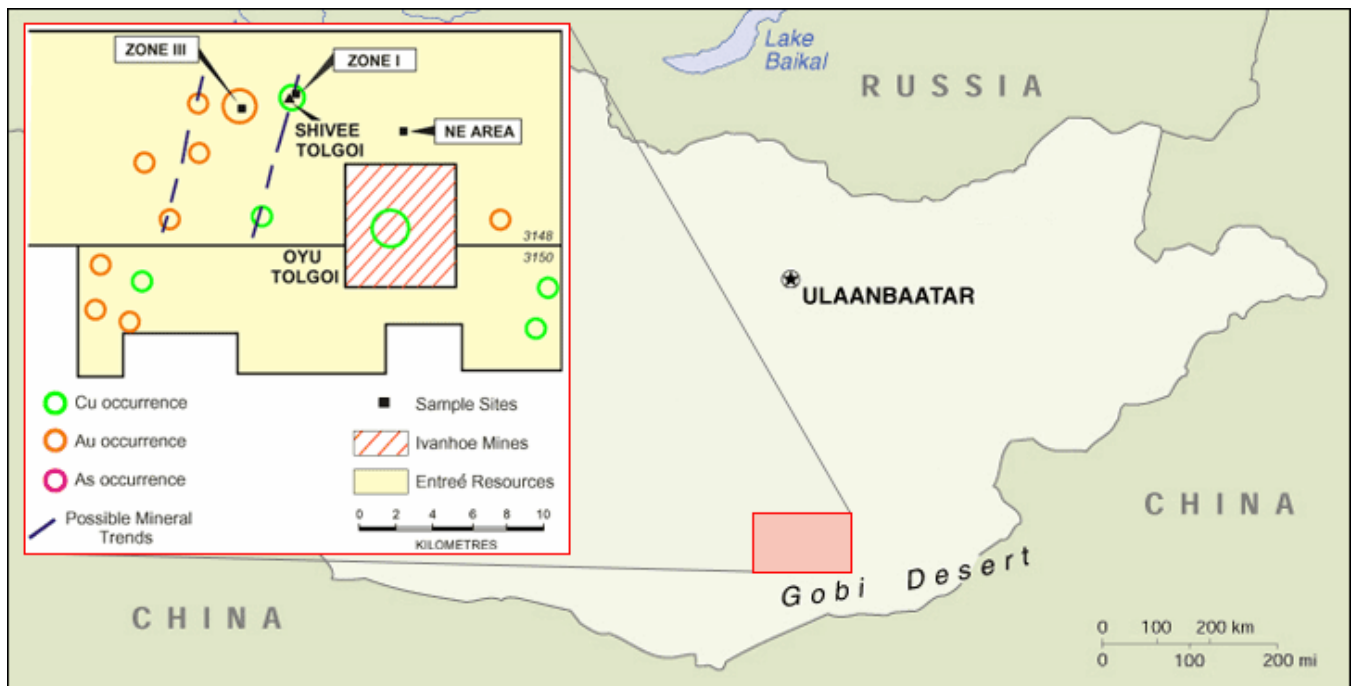 ZONE III
ZONE I
SHIVEE
TOLGOI
NE AREA
3148
3150
OYU
TOLGOI
Cu occurrence
Au occurrence
As occurrence
Possible Mineral
Trends
Sample Sites
Ivanhoe Mines
Entreé Resources
0 2 4 6 8 10
KILOMETRES
Lake
Baikal
RUSSIA
ULAANBAATAR
CHINA
Gobi Desert
CHINA
0 100 200 km
0 100 200 mi